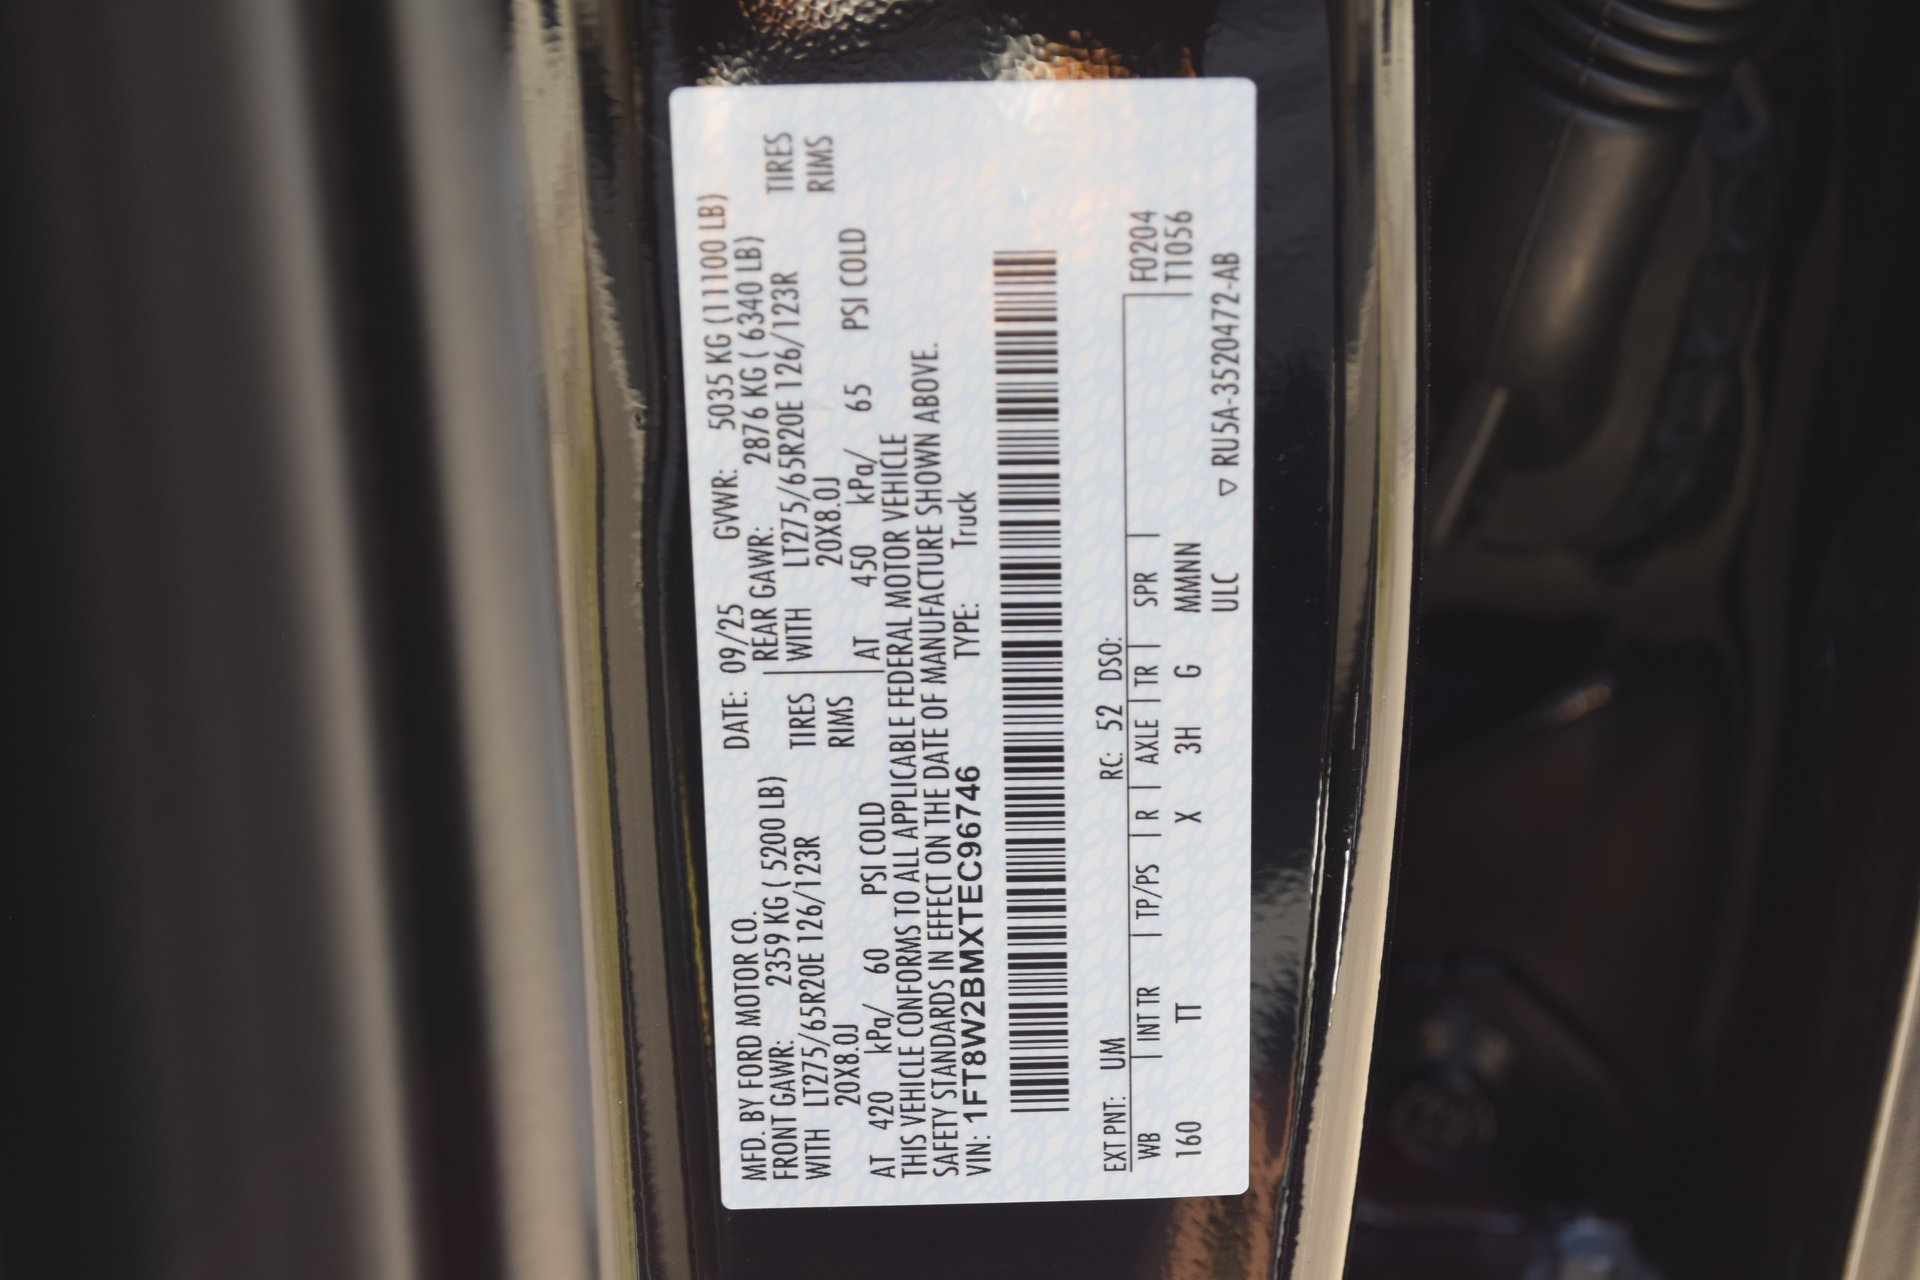 MFD. BY FORD MOTOR CO. DATE: 09/25 GVWR: 5035 KG (11100 LB)
FRONT GAWR: 2359 KG ( 5200 LB) REAR GAWR: 2876 KG ( 6340 LB)
WITH LT275/65R20E 126/123R TIRES WITH LT275/65R20E 126/123R TIRES
20X8.0J RIMS 20X8.0J RIMS
AT 420 kPa/ 60 PSI COLD AT 450 kPa/ 65 PSI COLD
THIS VEHICLE CONFORMS TO ALL APPLICABLE FEDERAL MOTOR VEHICLE
SAFETY STANDARDS IN EFFECT ON THE DATE OF MANUFACTURE SHOWN ABOVE.
VIN: 1FT8W2BMXTEC96746 TYPE: Truck
EXT PNT: UM RC: 52 DSO: F0204
WB INT TR TP/PS R AXLE TR SPR T1056
160 TT X 3H G MMNN
ULC ▽ RU5A-3520472-AB